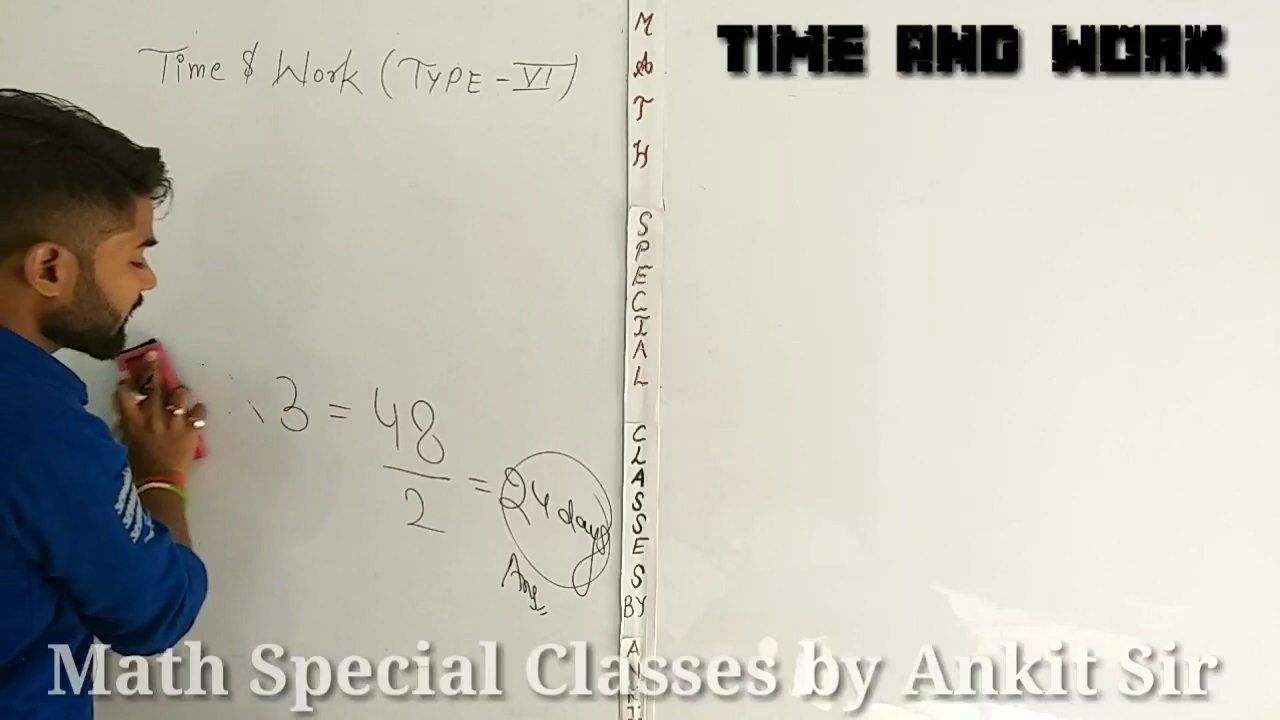 Time & Work (TYPE - VI)
TIME AND WORK
MATH SPECIAL CLASSES BY
3 = 48/2 = 24 days
Ans
Math Special Classes by Ankit Sir